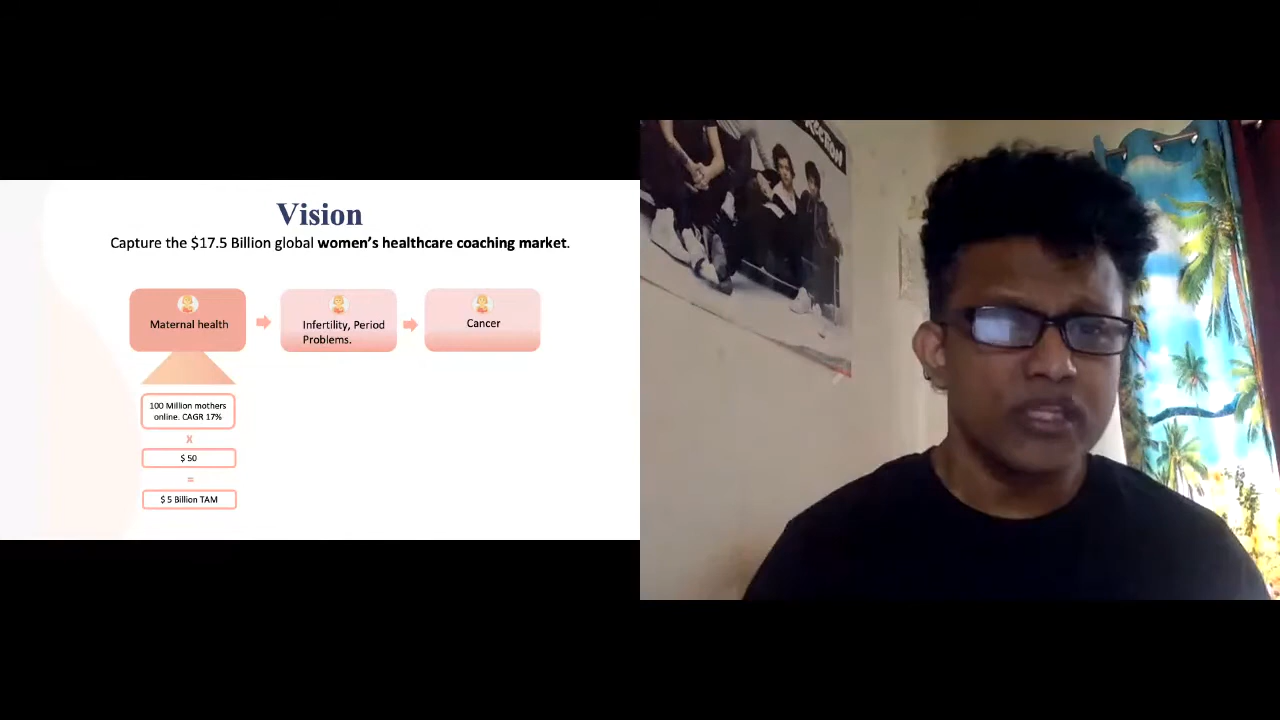 Vision
Capture the $17.5 Billion global women's healthcare coaching market.
Maternal health
Infertility, Period
Problems.
Cancer
100 Million mothers
online. CAGR 17%
X
$ 50
=
$ 5 Billion TAM